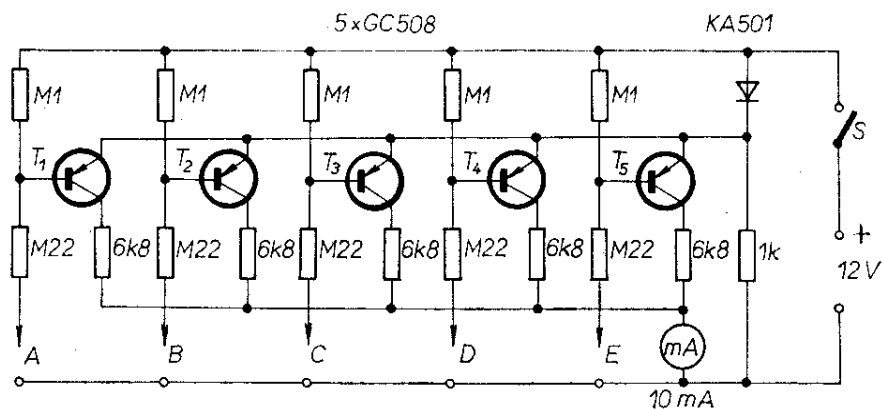 5×GC508 KA501
M1 M1 M1 M1 M1
S
T1 T2 T3 T4 T5
M22 6k8 M22 6k8 M22 6k8 M22 6k8 M22 6k8 1k
+
12V
A B C D E mA
10 mA